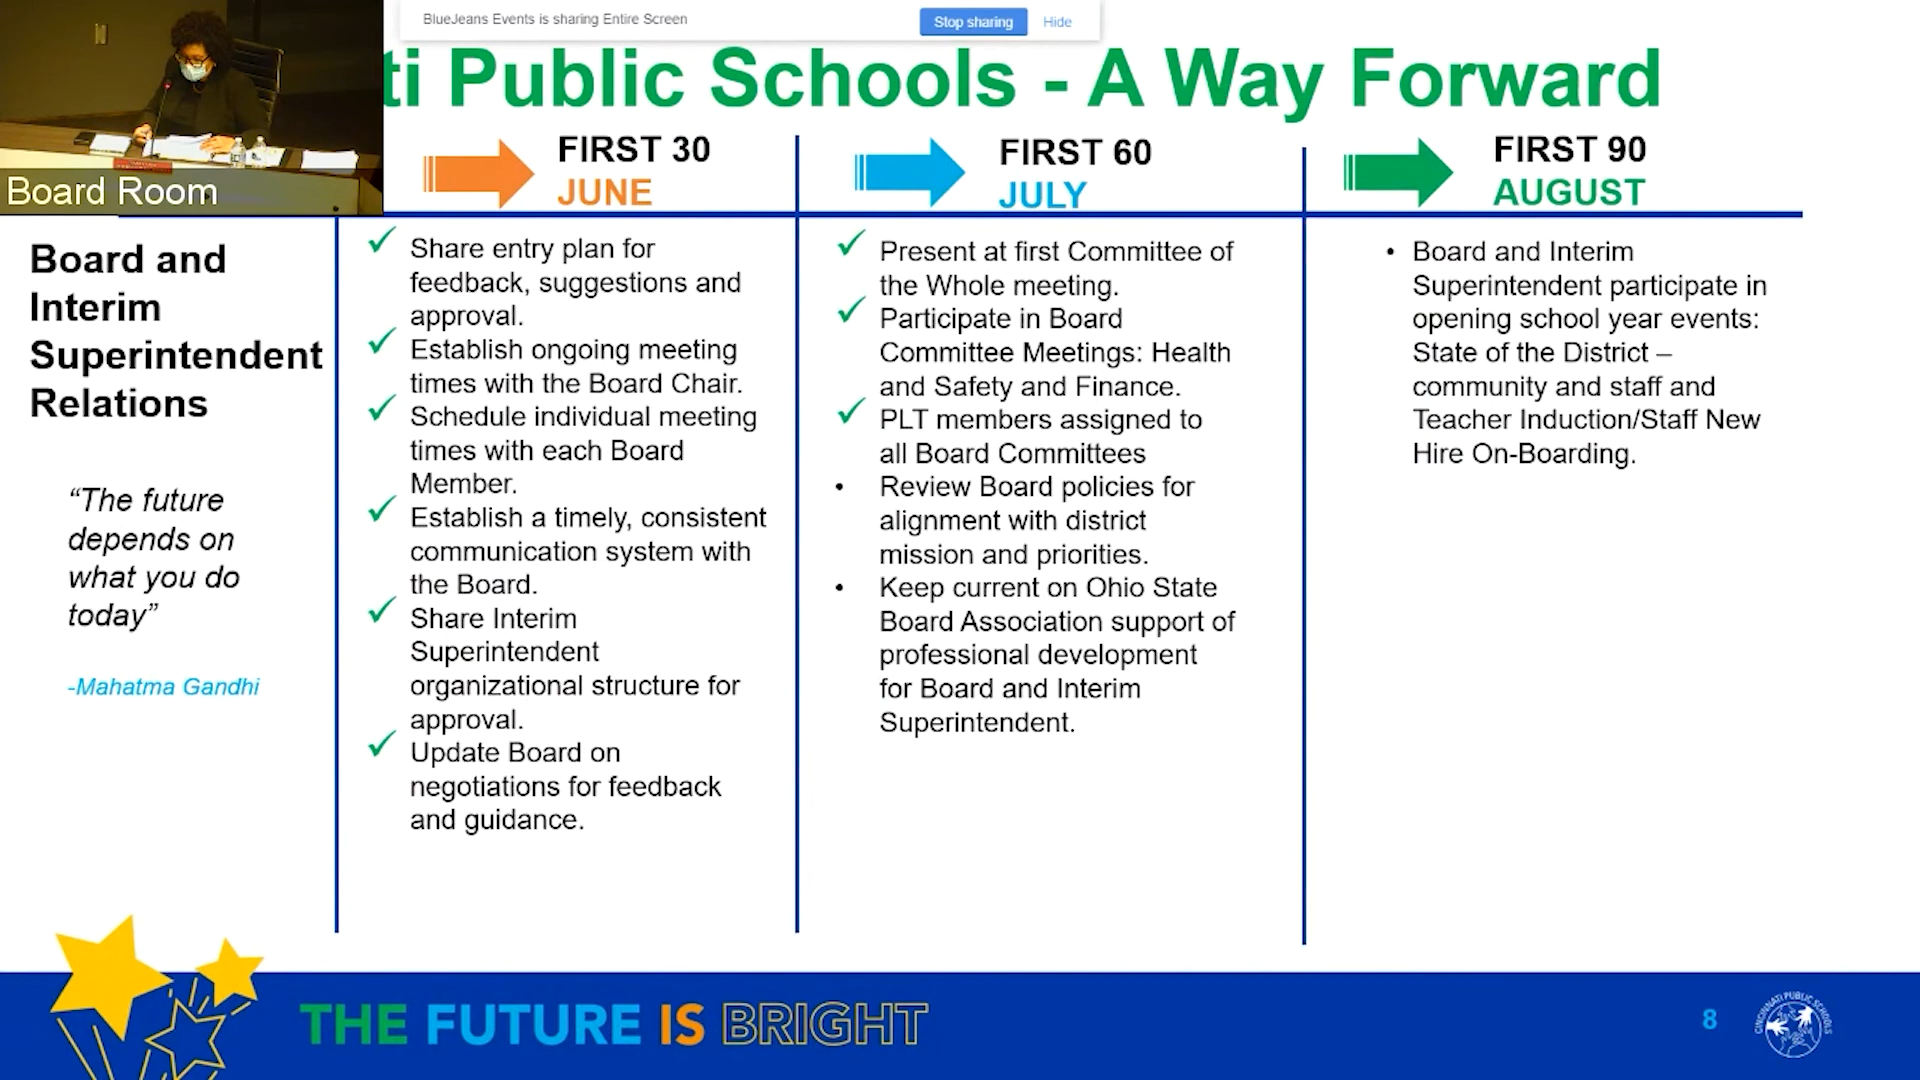 BlueJeans Events is sharing Entire Screen
Stop sharing
Hide
ti Public Schools - A Way Forward
Board Room
FIRST 30
JUNE
FIRST 60
JULY
FIRST 90
AUGUST
Board and
Interim
Superintendent
Relations
“The future
depends on
what you do
today”
-Mahatma Gandhi
Share entry plan for
feedback, suggestions and
approval.
Establish ongoing meeting
times with the Board Chair.
Schedule individual meeting
times with each Board
Member.
Establish a timely, consistent
communication system with
the Board.
Share Interim
Superintendent
organizational structure for
approval.
Update Board on
negotiations for feedback
and guidance.
Present at first Committee of
the Whole meeting.
Participate in Board
Committee Meetings: Health
and Safety and Finance.
PLT members assigned to
all Board Committees
• Review Board policies for
alignment with district
mission and priorities.
• Keep current on Ohio State
Board Association support of
professional development
for Board and Interim
Superintendent.
• Board and Interim
Superintendent participate in
opening school year events:
State of the District –
community and staff and
Teacher Induction/Staff New
Hire On-Boarding.
THE FUTURE IS BRIGHT
8
CINCINNATI PUBLIC SCHOOLS